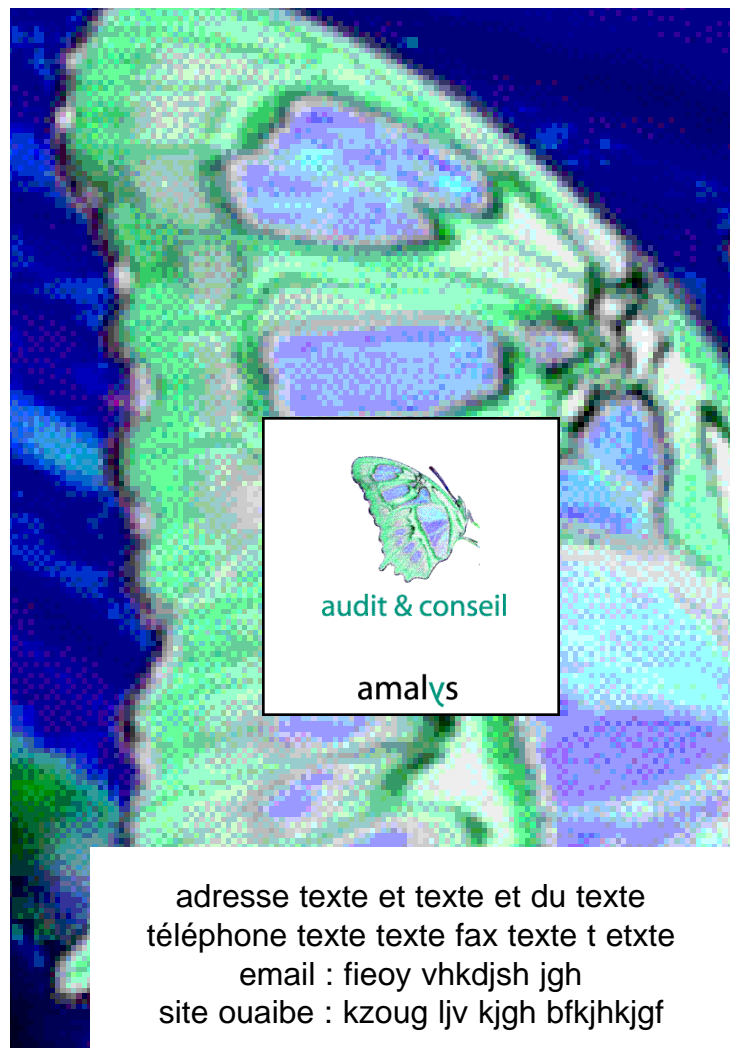 audit & conseil
amalys
adresse texte et texte et du texte
téléphone texte texte fax texte t etxte
email : fieoy vhkdjsh jgh
site ouaibe : kzoug ljv kjgh bfkjhkjgf